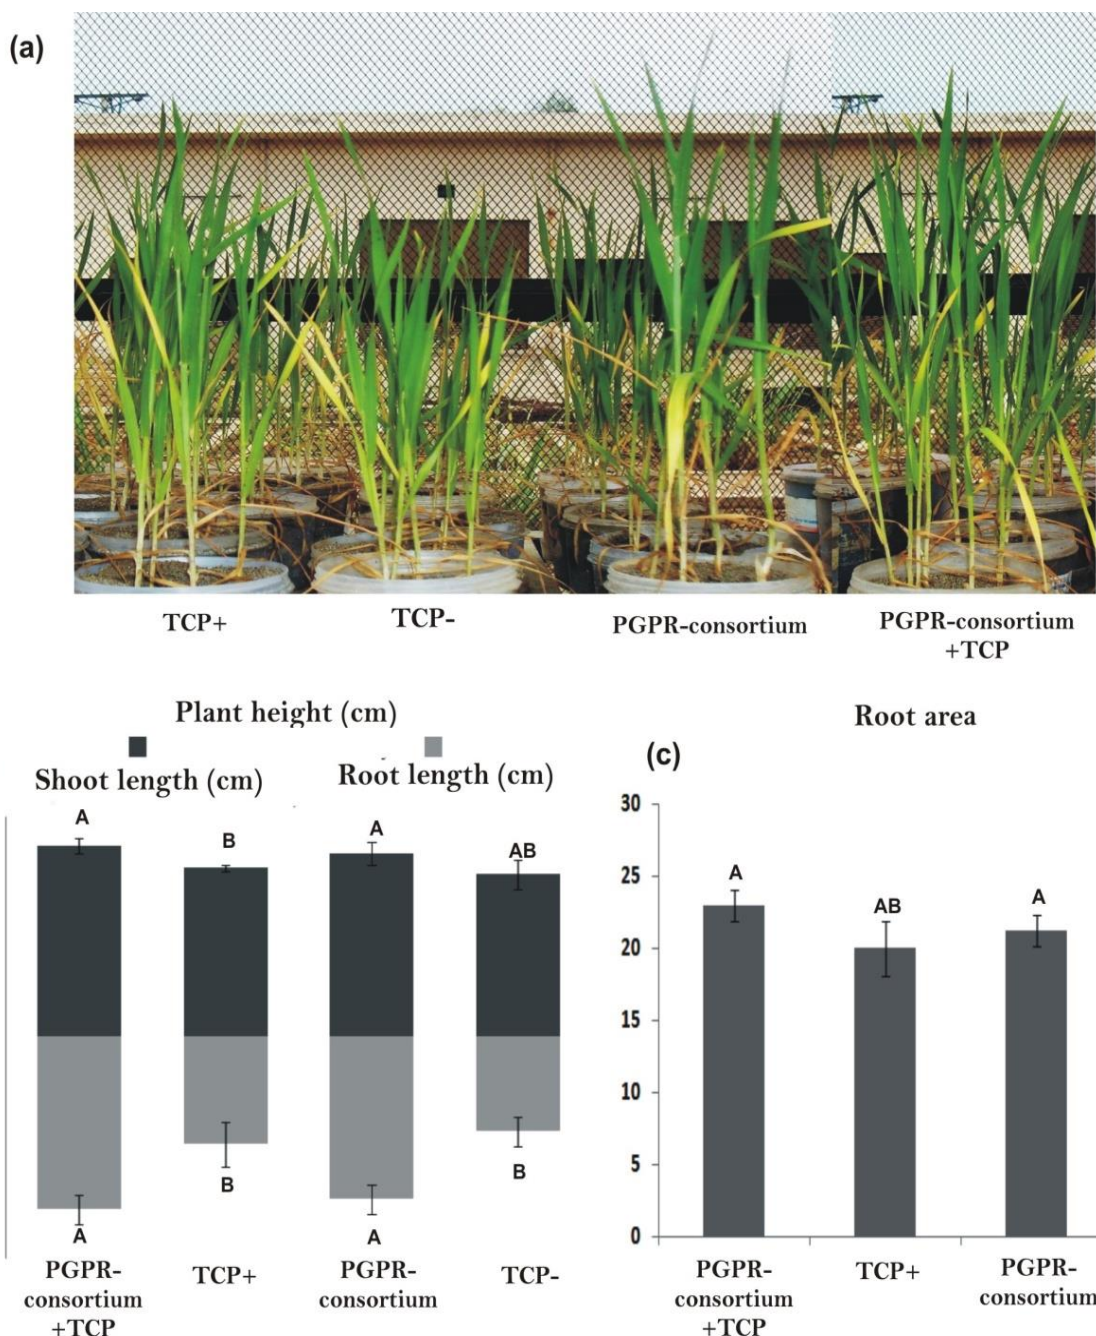 (a)
TCP+
TCP-
PGPR-consortium
PGPR-consortium
+TCP
Plant height (cm)
Shoot length (cm)
Root length (cm)
A
B
A
AB
B
B
A
A
PGPR-
consortium
+TCP
TCP+
PGPR-
consortium
TCP-
Root area
(c)
30
25
20
15
10
5
0
A
AB
A
PGPR-
consortium
+TCP
TCP+
PGPR-
consortium